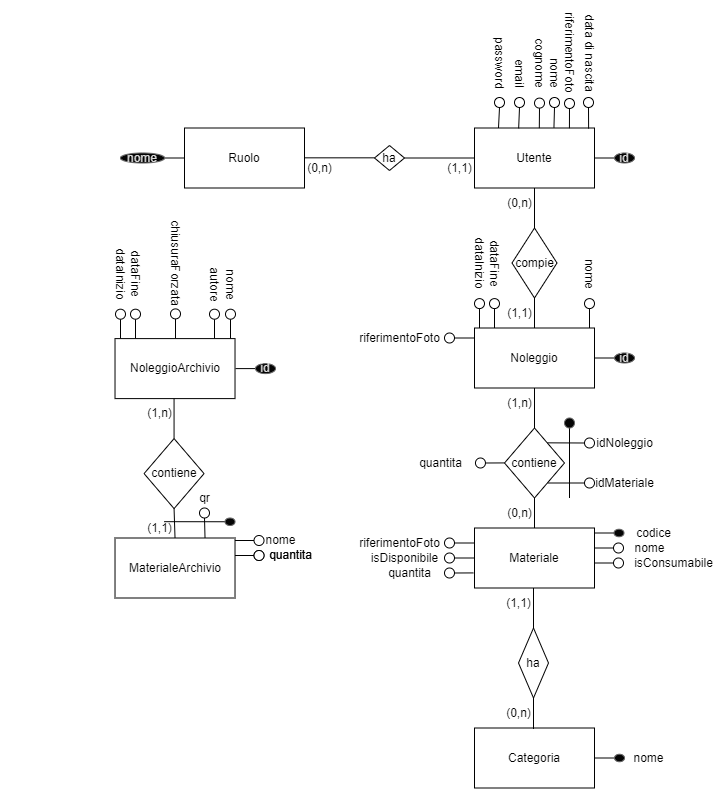 password
email
cognome
nome
riferimentoFoto
data di nascita
nome
Ruolo
(0,n)
ha
(1,1)
Utente
id
(0,n)
compie
(1,1)
dataInizio
dataFine
chiusuraForzata
autore
nome
dataInizio
dataFine
nome
riferimentoFoto
Noleggio
id
NoleggioArchivio
id
(1,n)
(1,n)
contiene
idNoleggio
quantita
contiene
idMateriale
qr
(1,1)
(0,n)
nome
quantita
MaterialeArchivio
riferimentoFoto
isDisponibile
quantita
Materiale
codice
nome
isConsumabile
(1,1)
ha
(0,n)
Categoria
nome